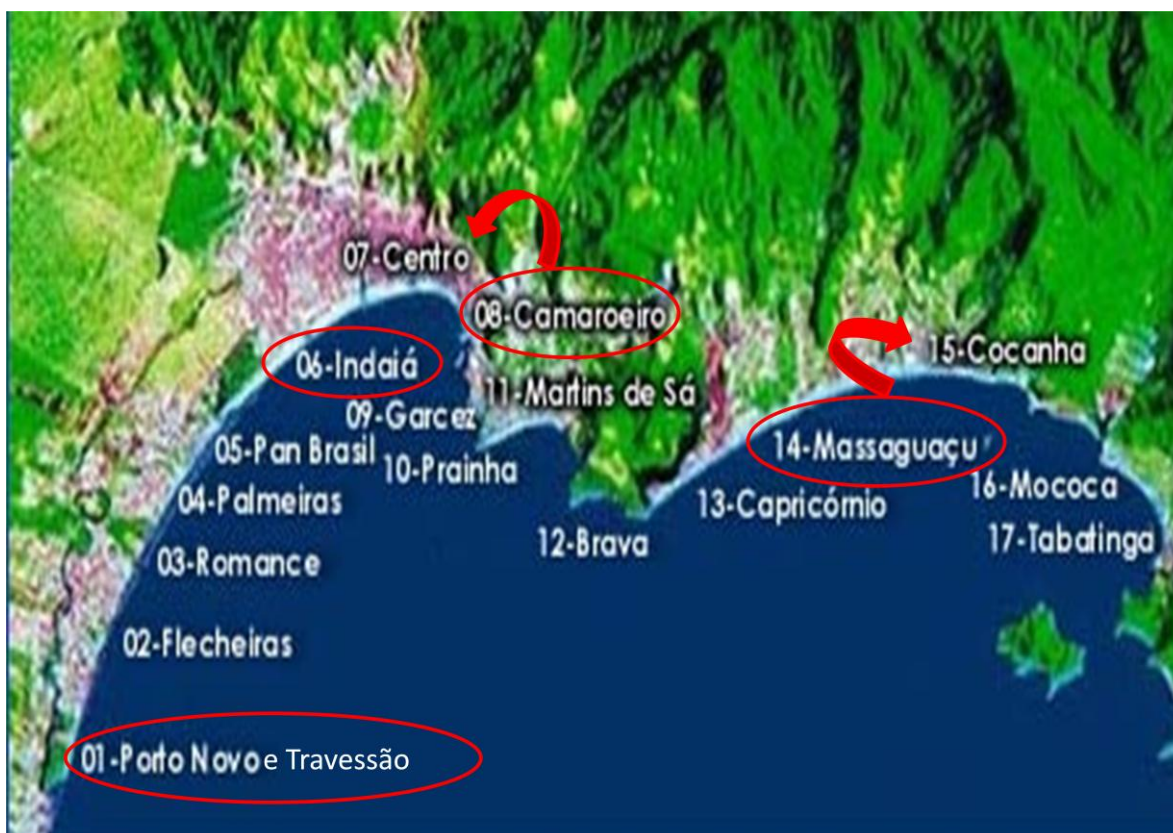 07-Centro
08-Camaroeiro
06-Indaiá
15-Cocanha
11-Martins de Sá
09-Garcez
05-Pan Brasil
10-Prainha
14-Massaguaçu
04-Palmeiras
13-Capricórnio
16-Mococa
12-Brava
17-Tabatinga
03-Romance
02-Flecheiras
01-Porto Novo e Travessão